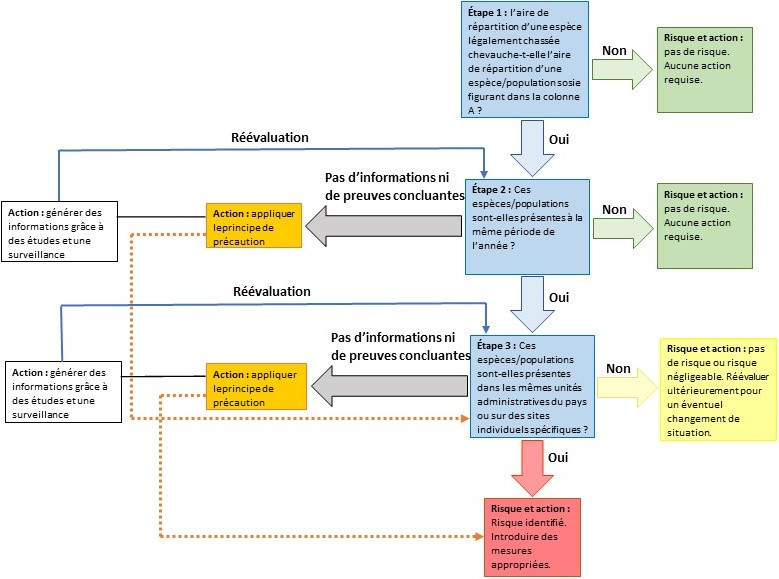 Étape 1 : l’aire de
répartition d’une espèce
légalement chassée
chevauche-t-elle l’aire
de répartition d’une
espèce/population sosie
figurant dans la colonne
A ?
Non
Risque et action :
pas de risque.
Aucune action
requise.
Oui
Réévaluation
Pas d’informations ni
de preuves concluantes
Étape 2 : Ces
espèces/populations
sont-elles présentes à la
même période de
l’année ?
Non
Risque et action :
pas de risque.
Aucune action
requise.
Action : générer des
informations grâce à
des études et une
surveillance
Action : appliquer
leprincipe de
précaution
Oui
Réévaluation
Pas d’informations ni
de preuves concluantes
Étape 3 : Ces
espèces/populations
sont-elles présentes
dans les mêmes unités
administratives du pays
ou sur des sites
individuels spécifiques ?
Non
Risque et action : pas
de risque ou risque
négligeable. Réévaluer
ultérieurement pour
un éventuel
changement de
situation.
Action : générer des
informations grâce à
des études et une
surveillance
Action : appliquer
leprincipe de
précaution
Oui
Risque et action :
Risque identifié.
Introduire des
mesures
appropriées.